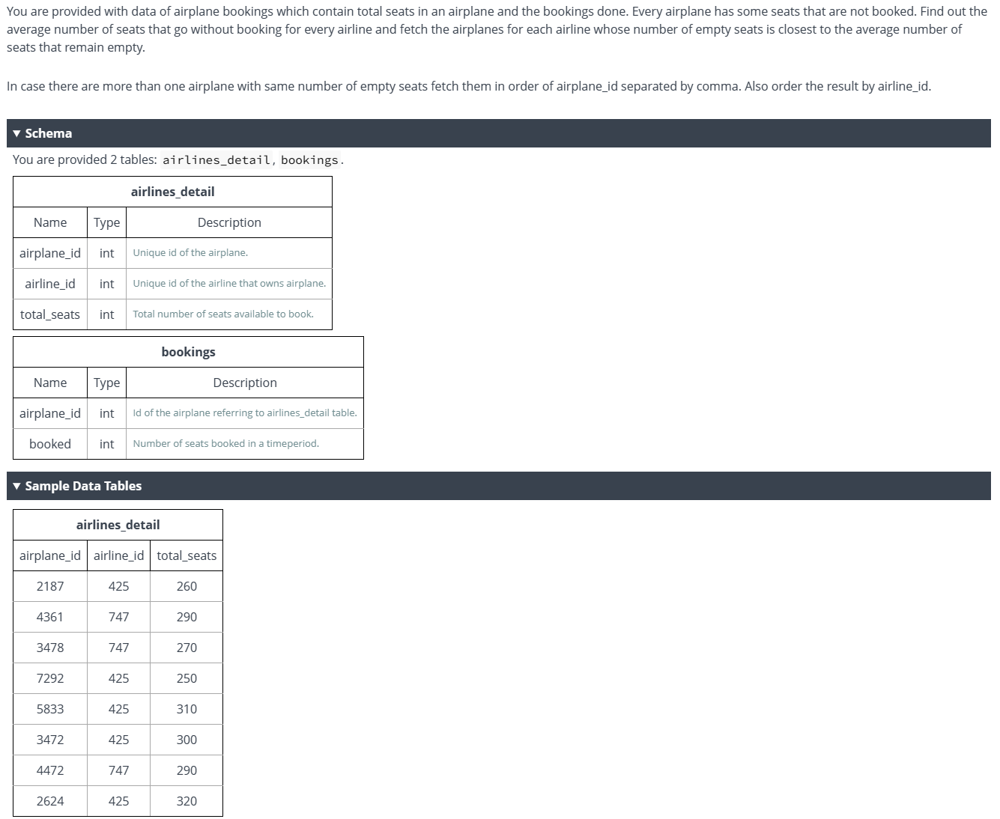 You are provided with data of airplane bookings which contain total seats in an airplane and the bookings done. Every airplane has some seats that are not booked. Find out the
average number of seats that go without booking for every airline and fetch the airplanes for each airline whose number of empty seats is closest to the average number of
seats that remain empty.
In case there are more than one airplane with same number of empty seats fetch them in order of airplane_id separated by comma. Also order the result by airline_id.
▼ Schema
You are provided 2 tables: airlines_detail, bookings.
airlines_detail
Name Type Description
airplane_id int Unique id of the airplane.
airline_id int Unique id of the airline that owns airplane.
total_seats int Total number of seats available to book.
bookings
Name Type Description
airplane_id int Id of the airplane referring to airlines_detail table.
booked int Number of seats booked in a timeperiod.
▼ Sample Data Tables
airlines_detail
airplane_id airline_id total_seats
2187 425 260
4361 747 290
3478 747 270
7292 425 250
5833 425 310
3472 425 300
4472 747 290
2624 425 320